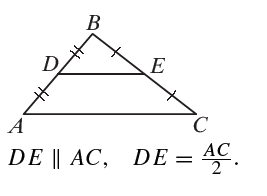 B
D E
A C
DE ∥ AC, DE = AC/2.